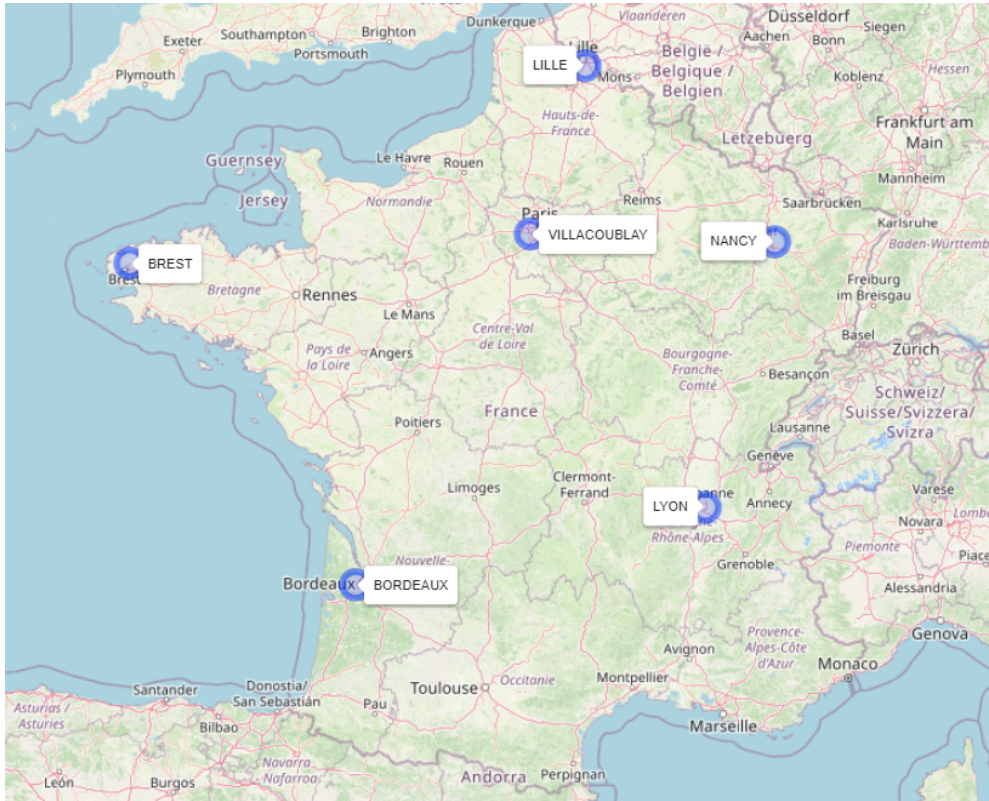 Dunkerque
Vlaanderen
Düsseldorf
Exeter
Southampton
Brighton
Portsmouth
Aachen
Bonn
Siegen
Plymouth
Lille
LILLE
Mons
België /
Belgique /
Belgien
Koblenz
Hessen
Hauts-de-
France
Lëtzebuerg
Frankfurt am
Main
Guernsey
Le Havre
Rouen
Mannheim
Jersey
Normandie
Reims
Saarbrücken
Paris
VILLACOUBLAY
NANCY
Karlsruhe
Baden-Württemb
BREST
Brest
Bretagne
Rennes
Freiburg
im Breisgau
Le Mans
Centre-Val
de Loire
Basel
Zürich
Pays de
la Loire
Angers
Bourgogne-
Franche-
Comté
Besançon
Schweiz/
Suisse/Svizzera/
Svizra
France
Poitiers
Lausanne
Genève
Limoges
Clermont-
Ferrand
LYON
Annecy
Varese
Rhône-Alpes
Novara
Lomb
Piemonte
Piace
Nouvelle-
Grenoble
Bordeaux
BORDEAUX
Alessandria
Provence-
Alpes-Côte
d'Azur
Genova
Avignon
Monaco
Montpellier
Toulouse
Occitanie
Santander
Donostia/
San Sebastián
Pau
Asturias /
Asturies
Bilbao
Marseille
Navarra
- Nafarroa
León
Burgos
Andorra
Perpignan